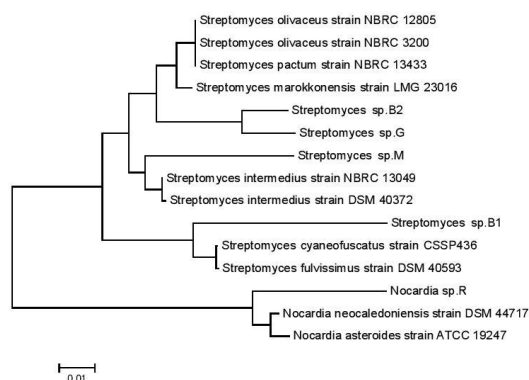 Streptomyces olivaceus strain NBRC 12805
Streptomyces olivaceus strain NBRC 3200
Streptomyces pactum strain NBRC 13433
Streptomyces marokkonensis strain LMG 23016
Streptomyces sp.B2
Streptomyces sp.G
Streptomyces sp.M
Streptomyces intermedius strain NBRC 13049
Streptomyces intermedius strain DSM 40372
Streptomyces sp.B1
Streptomyces cyaneofuscatus strain CSSP436
Streptomyces fulvissimus strain DSM 40593
Nocardia sp.R
Nocardia neocaledoniensis strain DSM 44717
Nocardia asteroides strain ATCC 19247
0.01